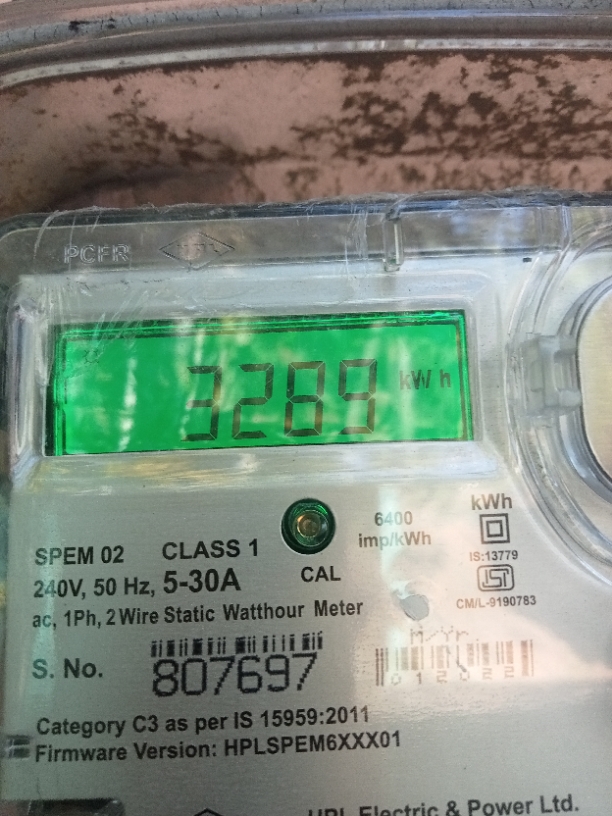 PCFR
3289 kWh
6400
imp/kWh
kWh
IS:13779
CM/L-9190783
CAL
SPEM 02 CLASS 1
240V, 50 Hz, 5-30A
ac, 1Ph, 2 Wire Static Watthour Meter
M/Yr
S. No. 807697
Category C3 as per IS 15959:2011
Firmware Version: HPLSPEM6XXX01
HPL Electric & Power Ltd.